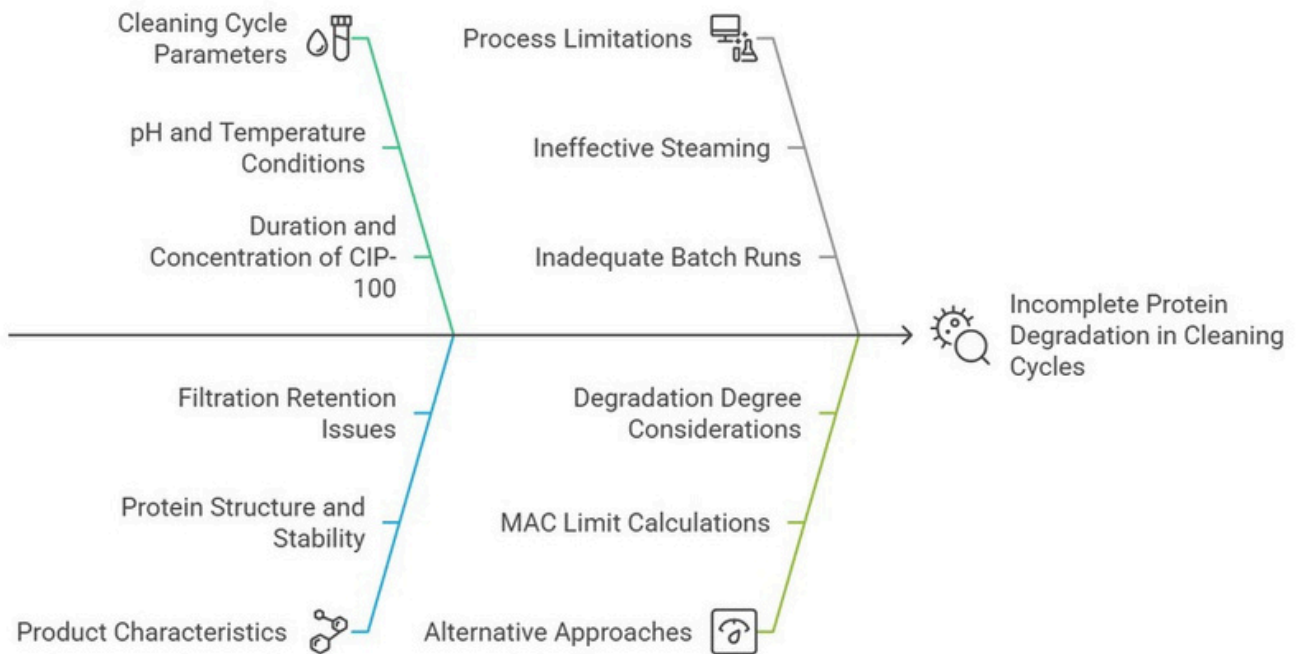 Cleaning Cycle
Parameters
pH and Temperature
Conditions
Duration and
Concentration of CIP-
100
Process Limitations
Ineffective Steaming
Inadequate Batch Runs
Incomplete Protein
Degradation in Cleaning
Cycles
Filtration Retention
Issues
Protein Structure and
Stability
Product Characteristics
Degradation Degree
Considerations
MAC Limit Calculations
Alternative Approaches